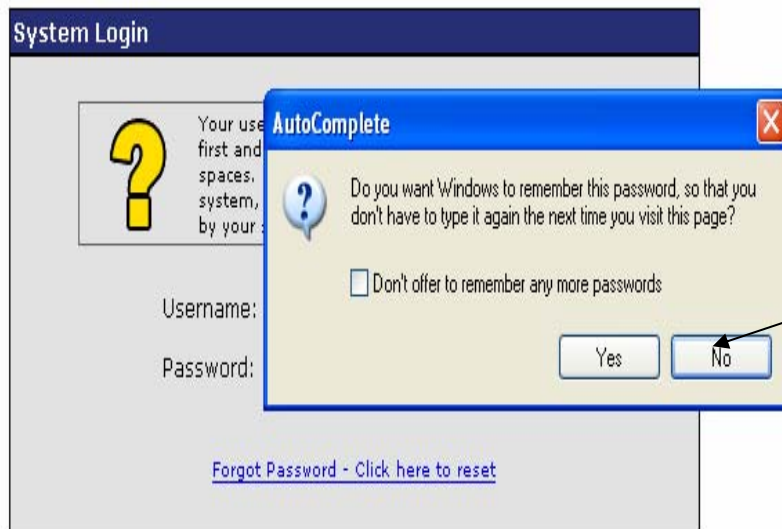 System Login
Your use
first and
spaces.
system,
by your
AutoComplete
Do you want Windows to remember this password, so that you
don't have to type it again the next time you visit this page?
Don't offer to remember any more passwords
Yes
No
Username:
Password:
Forgot Password - Click here to reset